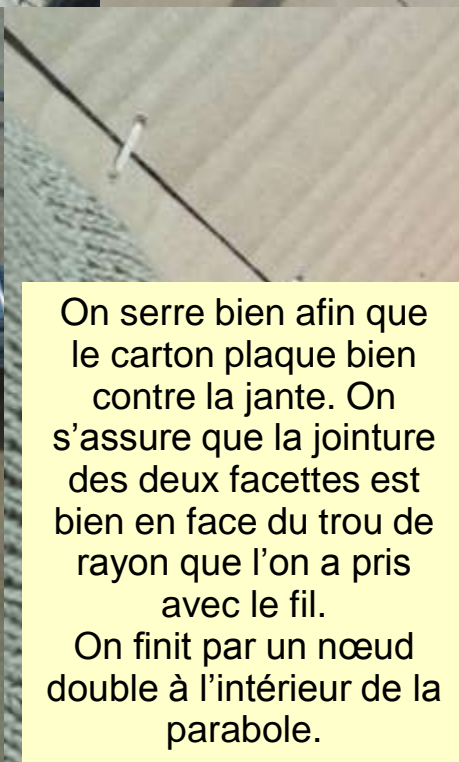 On serre bien afin que
le carton plaque bien
contre la jante. On
s’assure que la jointure
des deux facettes est
bien en face du trou de
rayon que l’on a pris
avec le fil.
On finit par un nœud
double à l’intérieur de la
parabole.